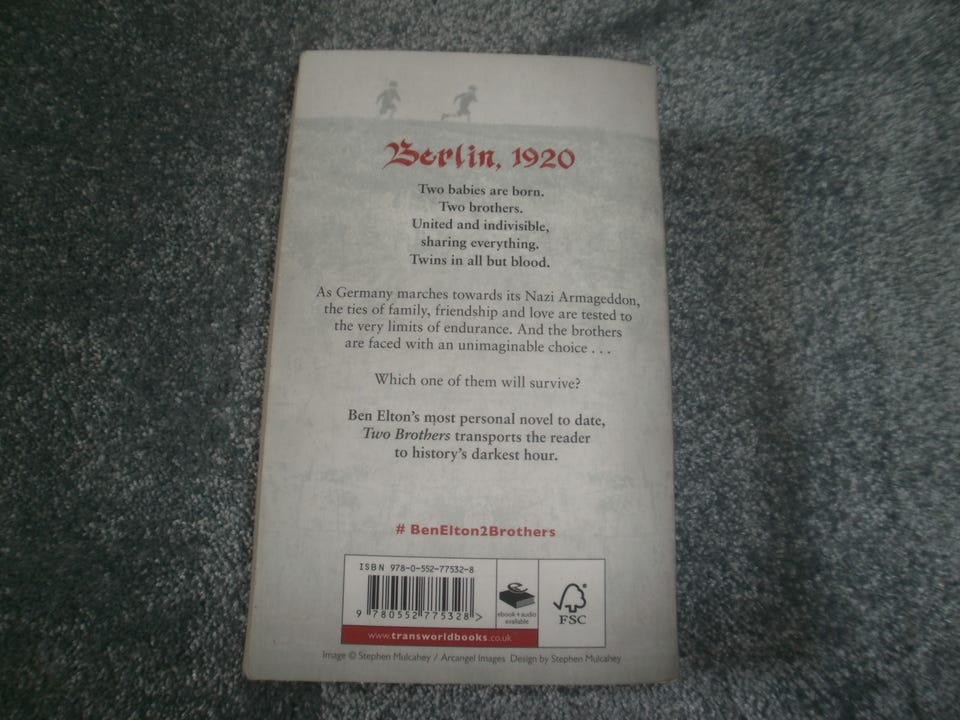 Berlin, 1920
Two babies are born.
Two brothers.
United and indivisible,
sharing everything.
Twins in all but blood.
As Germany marches towards its Nazi Armageddon,
the ties of family, friendship and love are tested to
the very limits of endurance. And the brothers
are faced with an unimaginable choice . . .
Which one of them will survive?
Ben Elton's most personal novel to date,
Two Brothers transports the reader
to history's darkest hour.
# BenElton2Brothers
ISBN 978-0-552-77532-8
9 780552 775328 >
ebook + audio
available
FSC
www.transworldbooks.co.uk
Image © Stephen Mulcahey / Arcangel Images Design by Stephen Mulcahey